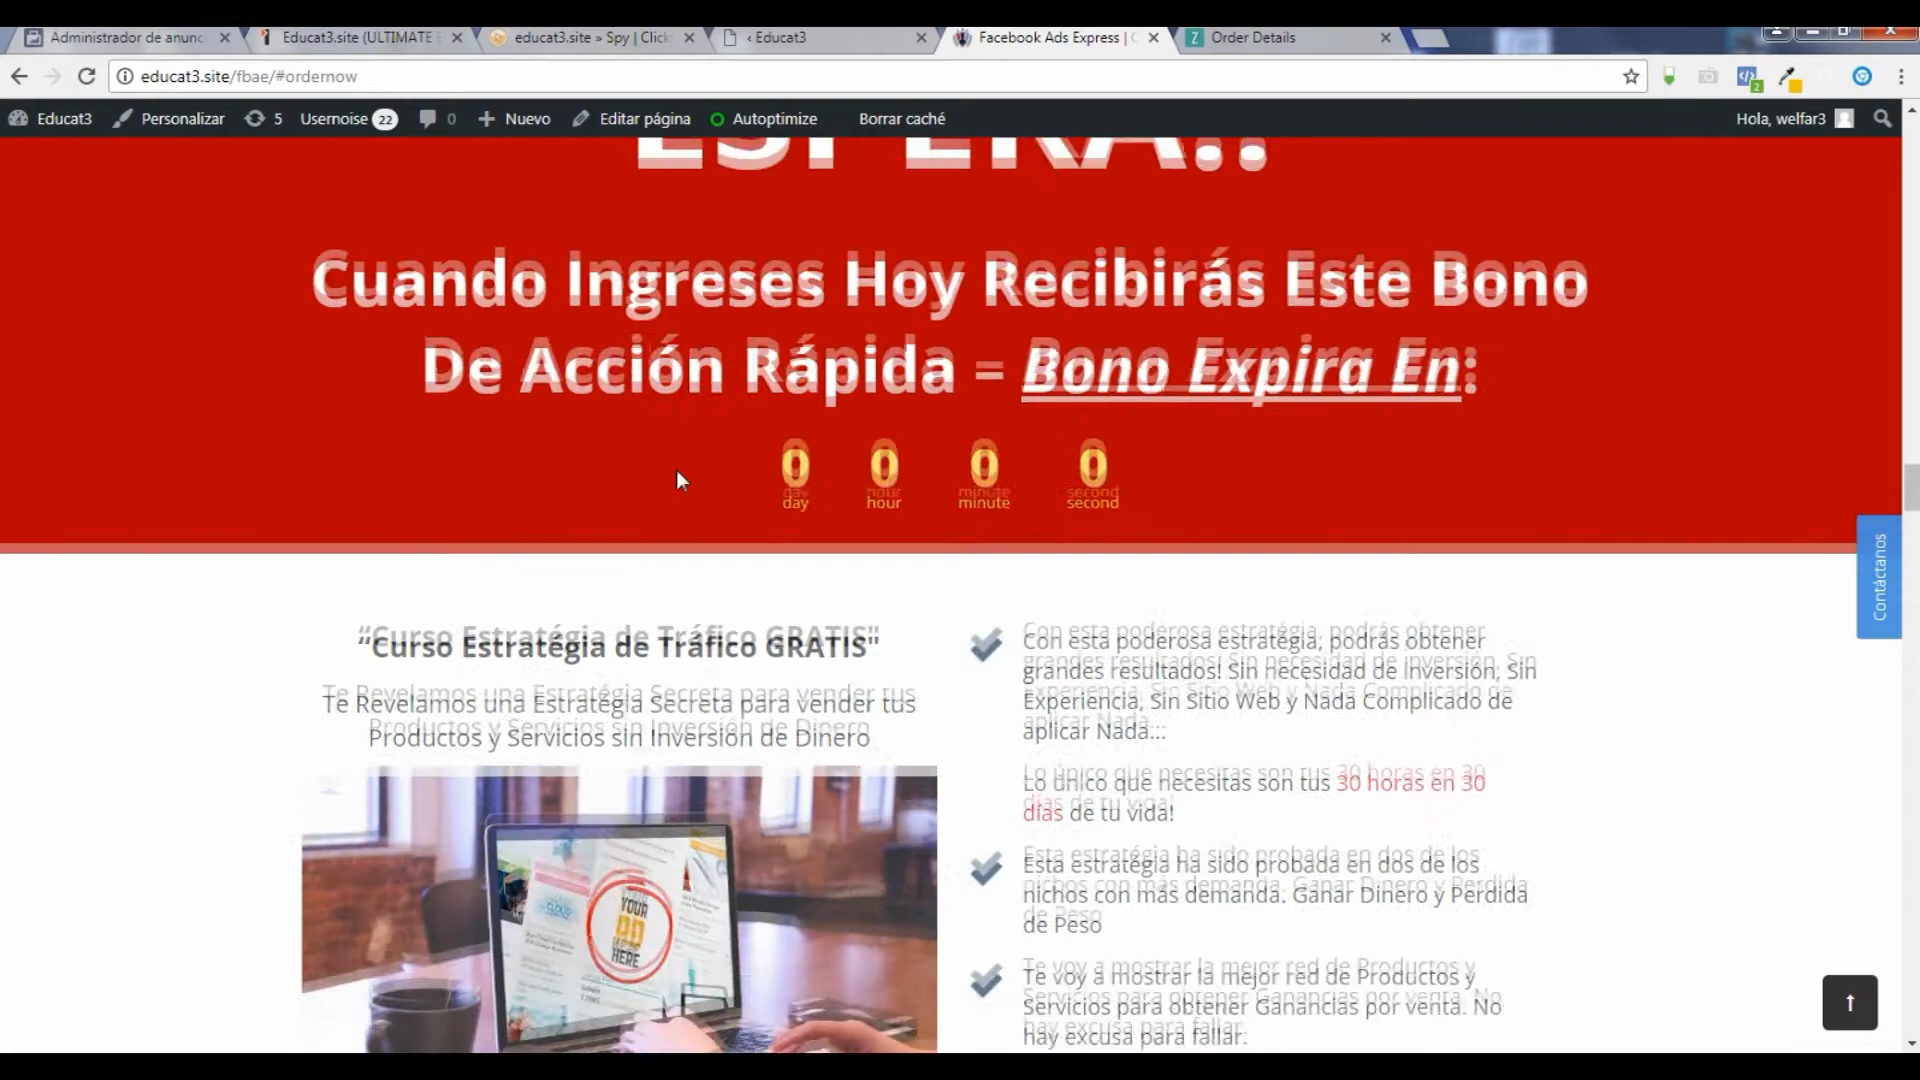 Administrador de anunc
Educat3.site (ULTIMATE
educat3.site » Spy | Click
‹ Educat3
Facebook Ads Express |
Order Details
educat3.site/fbae/#ordernow
2
Educat3
Personalizar
5
Usernoise 22
0
Nuevo
Editar página
Autoptimize
Borrar caché
Hola, welfar3
ESPERA!!
Cuando Ingreses Hoy Recibirás Este Bono
De Acción Rápida = Bono Expira En:
0 0 0 0
day hour minute second
Contáctanos
“Curso Estratégia de Tráfico GRATIS"
Te Revelamos una Estratégia Secreta para vender tus
Productos y Servicios sin Inversión de Dinero
YOUR
AD
HERE
Con esta poderosa estratégia, podrás obtener
grandes resultados! Sin necesidad de inversión, Sin
Experiencia, Sin Sitio Web y Nada Complicado de
aplicar Nada...
Lo único que necesitas son tus 30 horas en 30
días de tu vida!
Esta estratégia ha sido probada en dos de los
nichos con más demanda. Ganar Dinero y Perdida
de Peso
Te voy a mostrar la mejor red de Productos y
Servicios para obtener Ganancias por venta. No
hay excusa para fallar.